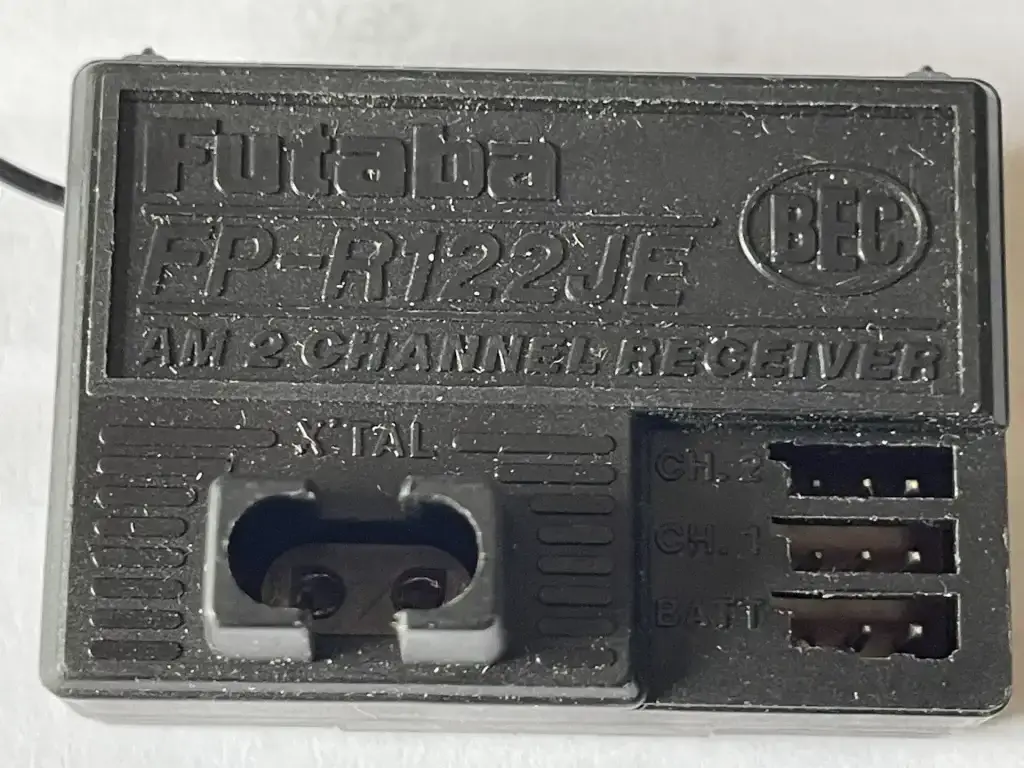 Futaba
BEC
FP-R122JE
AM 2 CHANNEL RECEIVER
X'TAL
CH. 2
CH. 1
BATT